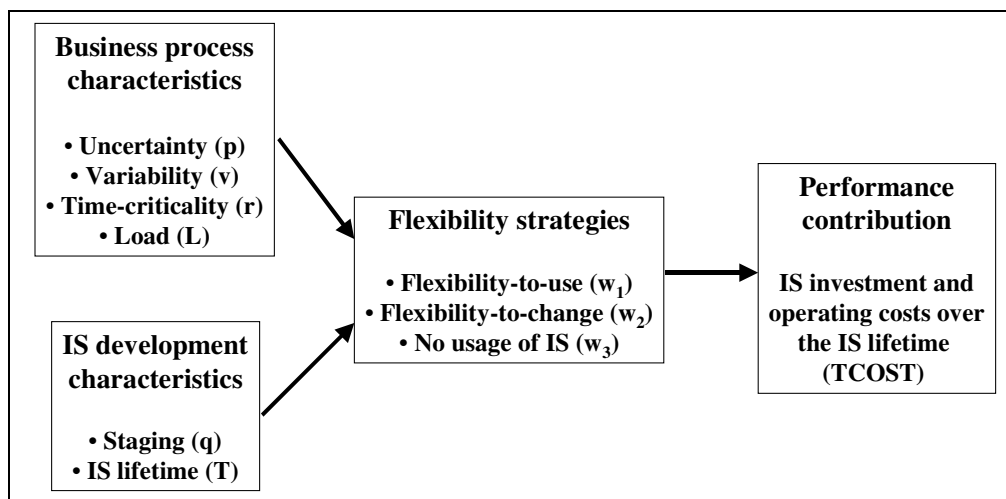 Business process
characteristics
• Uncertainty (p)
• Variability (v)
• Time-criticality (r)
• Load (L)
IS development
characteristics
• Staging (q)
• IS lifetime (T)
Flexibility strategies
• Flexibility-to-use (w₁)
• Flexibility-to-change (w₂)
• No usage of IS (w₃)
Performance
contribution
IS investment and
operating costs over
the IS lifetime
(TCOST)